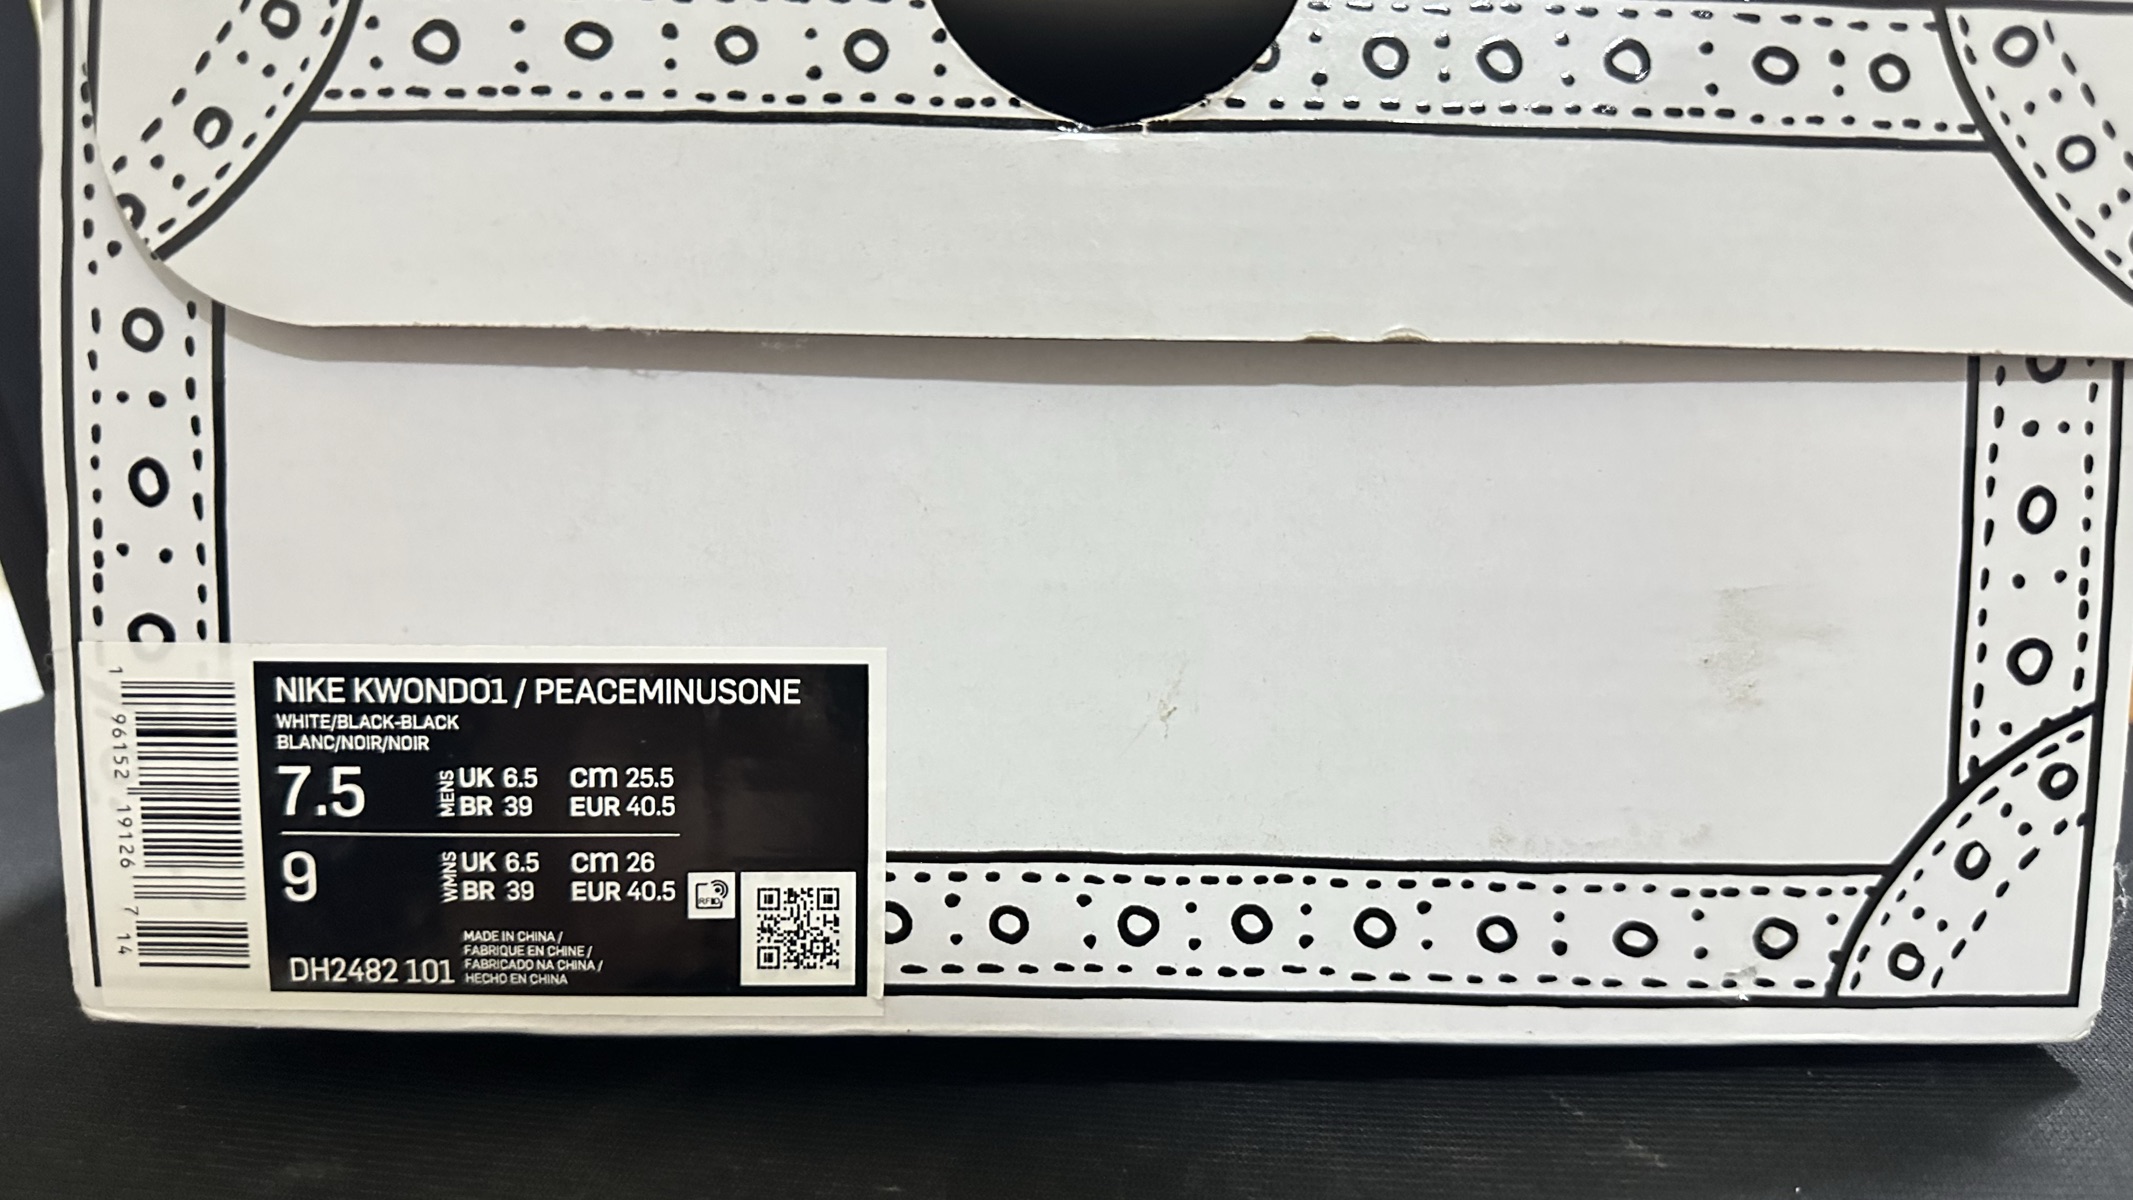 NIKE KWONDO1 / PEACEMINUSONE
WHITE/BLACK-BLACK
BLANC/NOIR/NOIR
7.5 MENS UK 6.5 cm 25.5
BR 39 EUR 40.5
9 WMNS UK 6.5 cm 26
BR 39 EUR 40.5
RFID
DH2482 101
MADE IN CHINA /
FABRIQUE EN CHINE /
FABRICADO NA CHINA /
HECHO EN CHINA
1 96152 19126 7 14